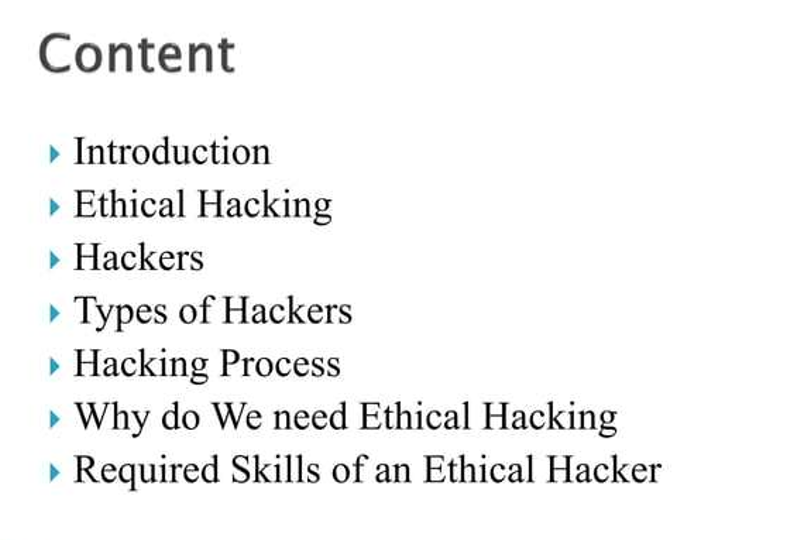 Content
Introduction
Ethical Hacking
Hackers
Types of Hackers
Hacking Process
Why do We need Ethical Hacking
Required Skills of an Ethical Hacker